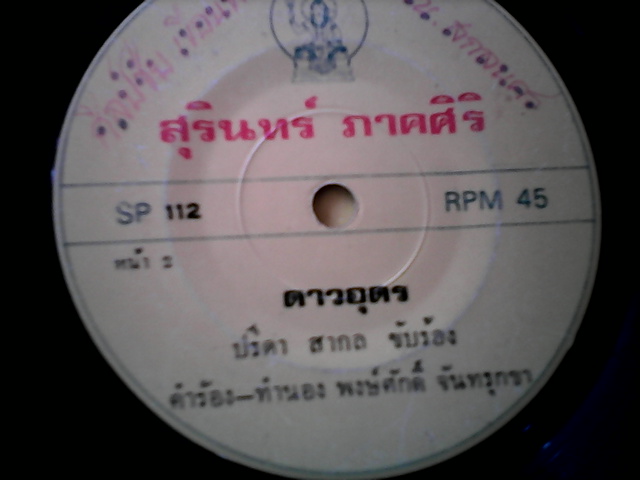 สุรินทร์ ภาคศิริ
SP 112 RPM 45
หน้า
ดาวอุดร
ปรีดา สากล ขับร้อง
คำร้อง—ทำนอง พงษ์ศักดิ์ จันทรุกขา